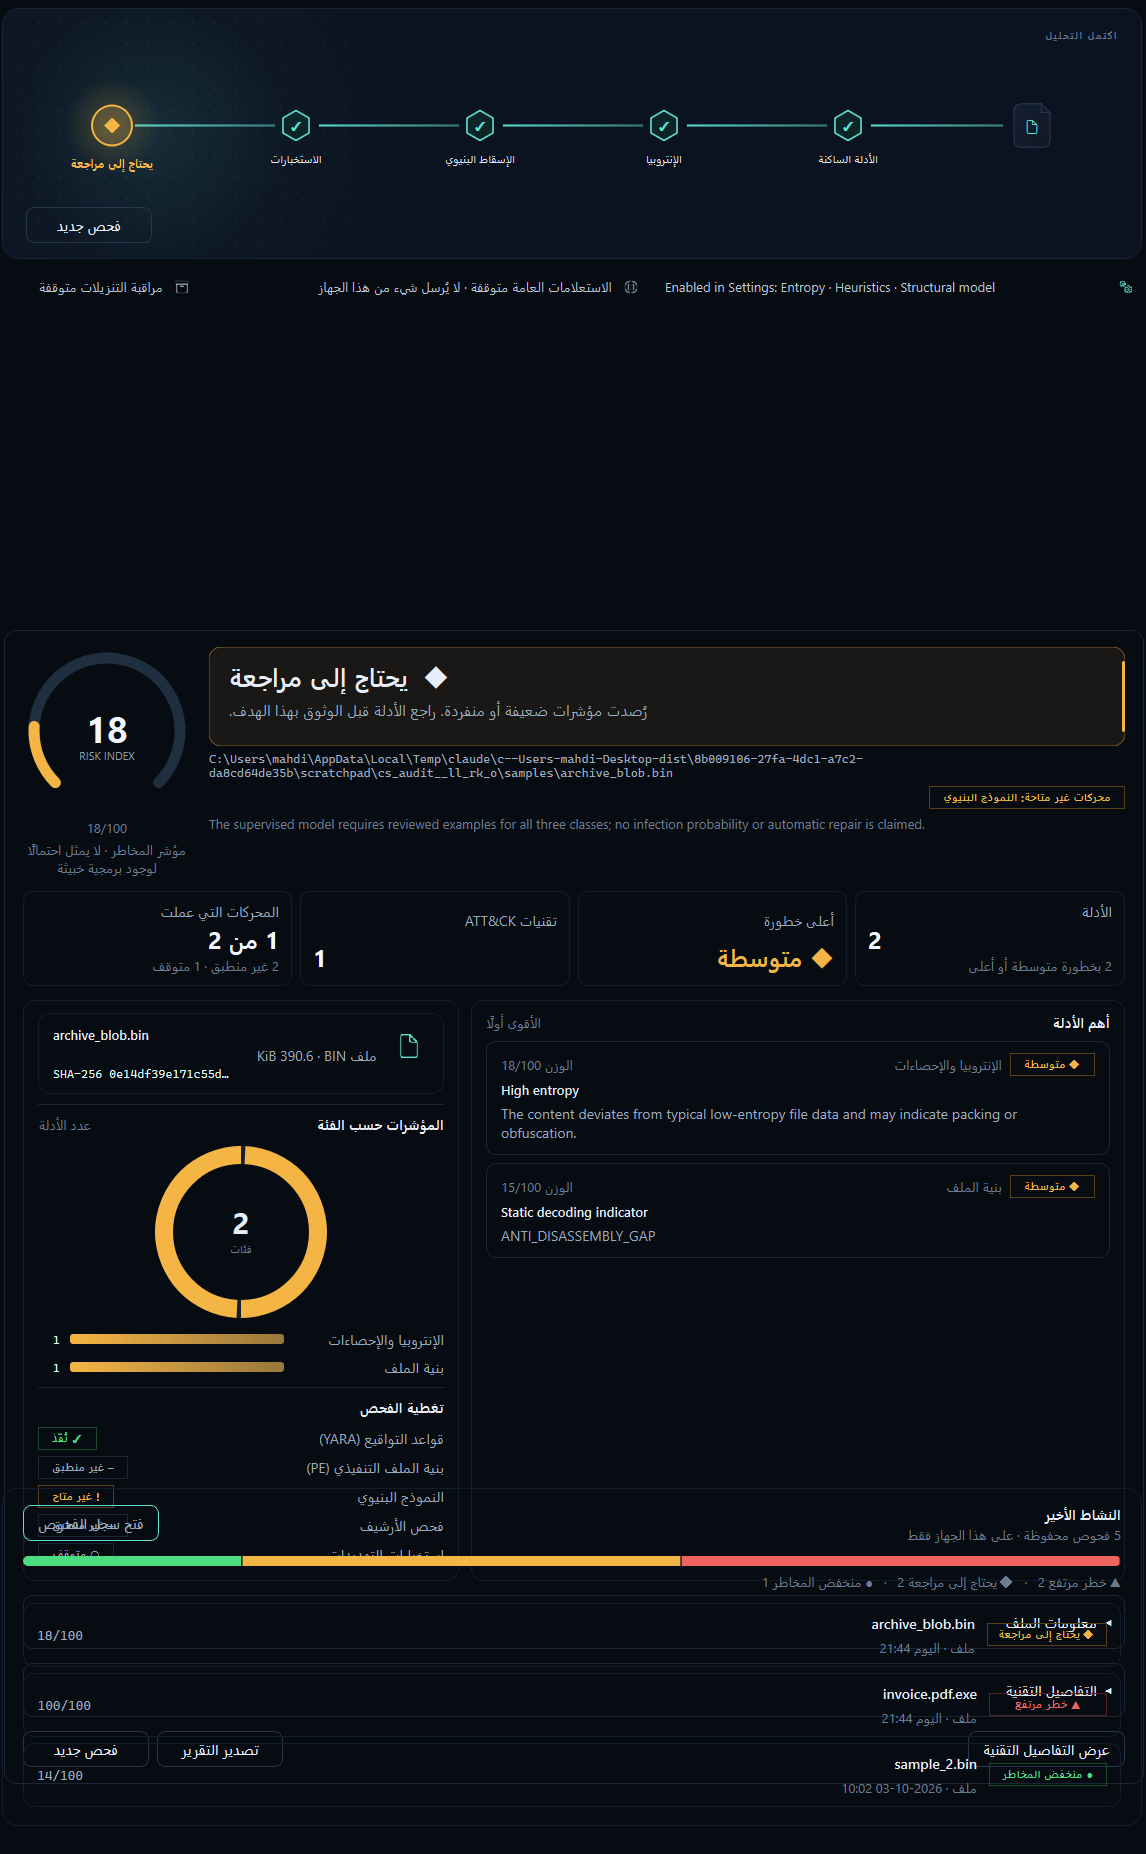 اكتمل التحليل
الأدلة الساكنة
الإنتروبيا
الإسقاط البنيوي
الاستخبارات
يحتاج إلى مراجعة
فحص جديد
Enabled in Settings: Entropy · Heuristics · Structural model
الاستعلامات العامة متوقفة · لا يُرسل شيء من هذا الجهاز
مراقبة التنزيلات متوقفة
يحتاج إلى مراجعة
رُصدت مؤشرات ضعيفة أو منفردة. راجع الأدلة قبل الوثوق بهذا الهدف.
C:\Users\mahdi\AppData\Local\Temp\claude\c--Users-mahdi-Desktop-dist\8b009106-27fa-4dc1-a7c2-
da8cd64de35b\scratchpad\cs_audit__ll_rk_o\samples\archive_blob.bin
محركات غير متاحة: النموذج البنيوي
The supervised model requires reviewed examples for all three classes; no infection probability or automatic repair is claimed.
18
RISK INDEX
18/100
مؤشر المخاطر · لا يمثل احتمالًا
لوجود برمجية خبيثة
الأدلة
2
2 بخطورة متوسطة أو أعلى
أعلى خطورة
◆ متوسطة
تقنيات ATT&CK
1
المحركات التي عملت
1 من 2
2 غير منطبق · 1 متوقف
أهم الأدلة
الأقوى أولًا
◆ متوسطة
الإنتروبيا والإحصاءات
الوزن 18/100
High entropy
The content deviates from typical low-entropy file data and may indicate packing or
obfuscation.
◆ متوسطة
بنية الملف
الوزن 15/100
Static decoding indicator
ANTI_DISASSEMBLY_GAP
archive_blob.bin
ملف BIN · 390.6 KiB
SHA-256 0e14df39e171c55d…
المؤشرات حسب الفئة
عدد الأدلة
2
فئات
الإنتروبيا والإحصاءات
1
بنية الملف
1
تغطية الفحص
قواعد التواقيع (YARA)
✓ نُفّذ
بنية الملف التنفيذي (PE)
– غير منطبق
النموذج البنيوي
! غير متاح
فحص الأرشيف
– غير منطبق
استخبارات التهديدات
○ متوقف
النشاط الأخير
فتح سجل الفحوص
5 فحوص محفوظة · على هذا الجهاز فقط
▲ خطر مرتفع 2 · ◆ يحتاج إلى مراجعة 2 · ● منخفض المخاطر 1
معلومات الملف
◆ يحتاج إلى مراجعة
archive_blob.bin
ملف · اليوم 21:44
18/100
التفاصيل التقنية
▲ خطر مرتفع
invoice.pdf.exe
ملف · اليوم 21:44
100/100
عرض التفاصيل التقنية
تصدير التقرير
فحص جديد
● منخفض المخاطر
sample_2.bin
ملف · 2026-10-03 10:02
14/100